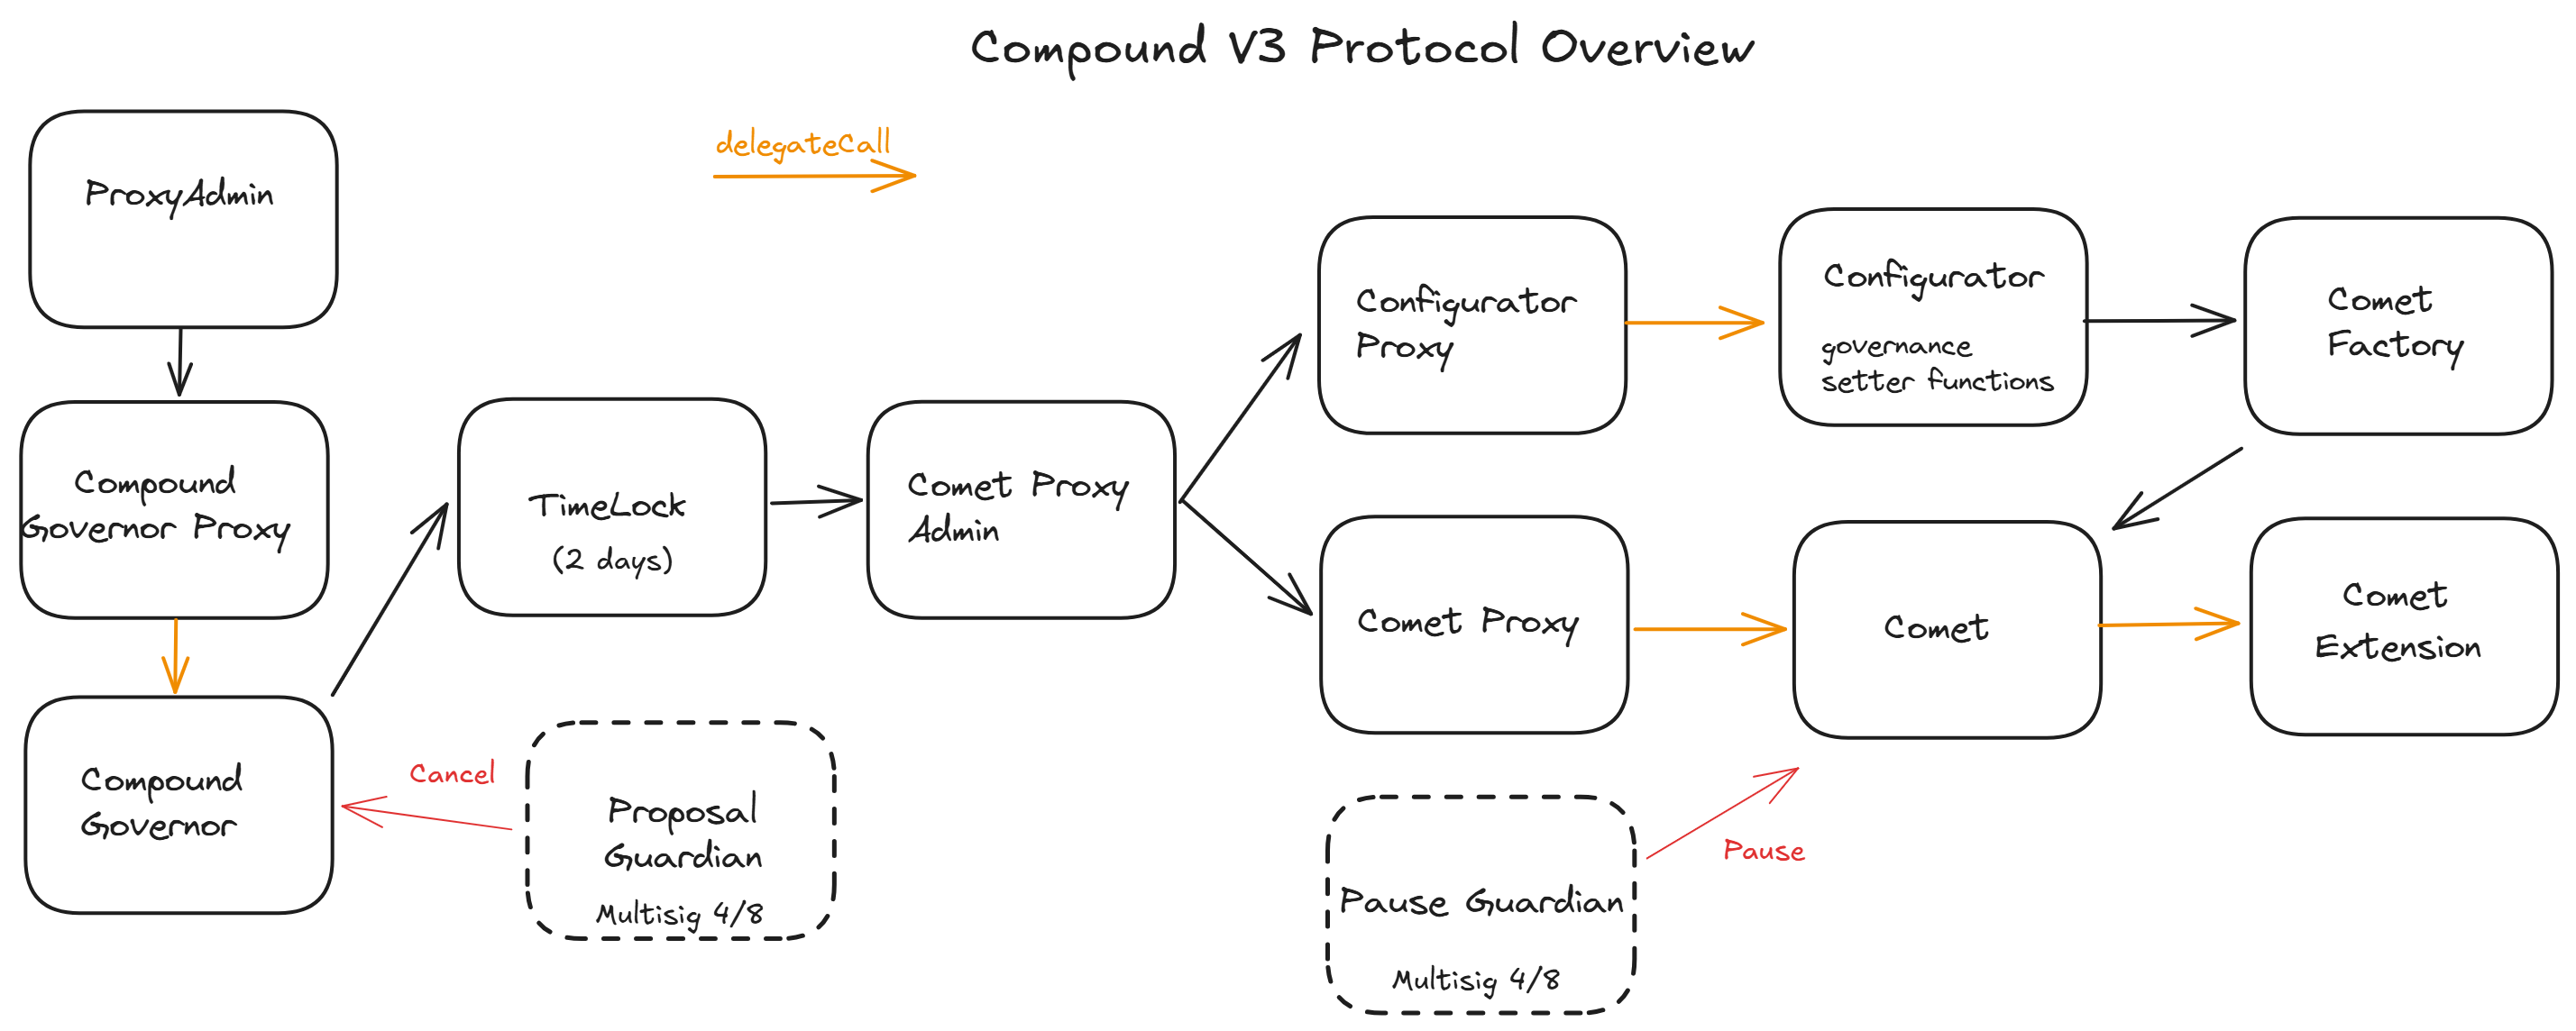 Compound V3 Protocol Overview
delegateCall
ProxyAdmin
Compound
Governor Proxy
Compound
Governor
Cancel
Proposal
Guardian
Multisig 4/8
TimeLock
(2 days)
Comet Proxy
Admin
Configurator
Proxy
Configurator
governance
setter functions
Comet
Factory
Comet Proxy
Comet
Comet
Extension
Pause Guardian
Multisig 4/8
Pause